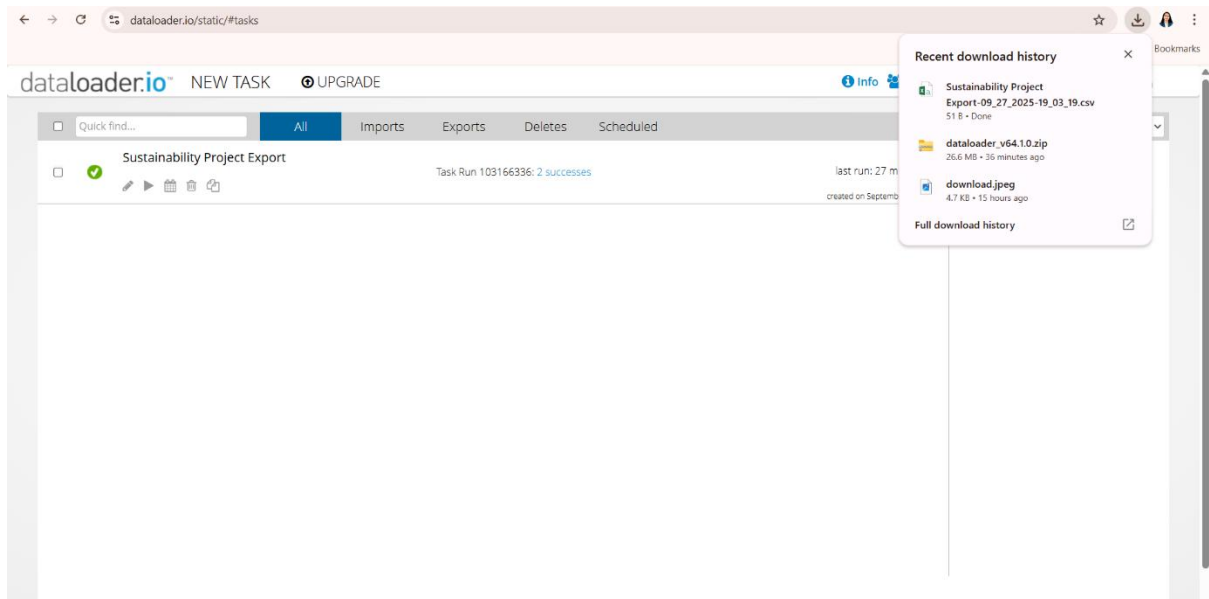 dataloader.io/static/#tasks
Bookmarks
dataloader.io™ NEW TASK UPGRADE Info
Recent download history
Sustainability Project
Export-09_27_2025-19_03_19.csv
51 B • Done
dataloader_v64.1.0.zip
26.6 MB • 36 minutes ago
download.jpeg
4.7 KB • 15 hours ago
Full download history
Quick find... All Imports Exports Deletes Scheduled
Sustainability Project Export
Task Run 103166336: 2 successes
last run: 27 m
created on Septemb